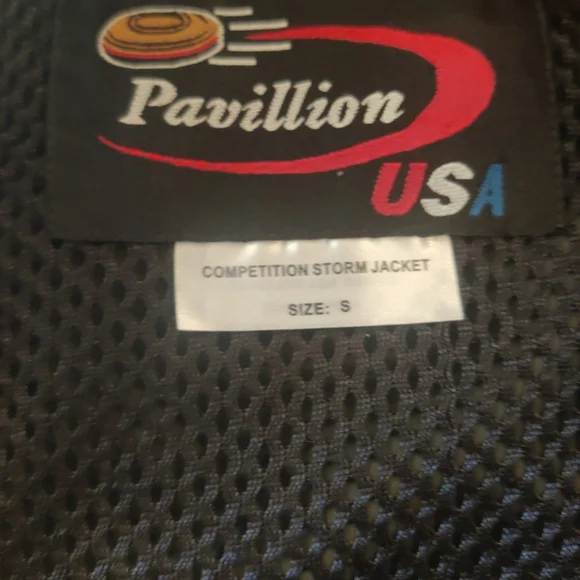 Pavillion
USA
COMPETITION STORM JACKET
SIZE: S